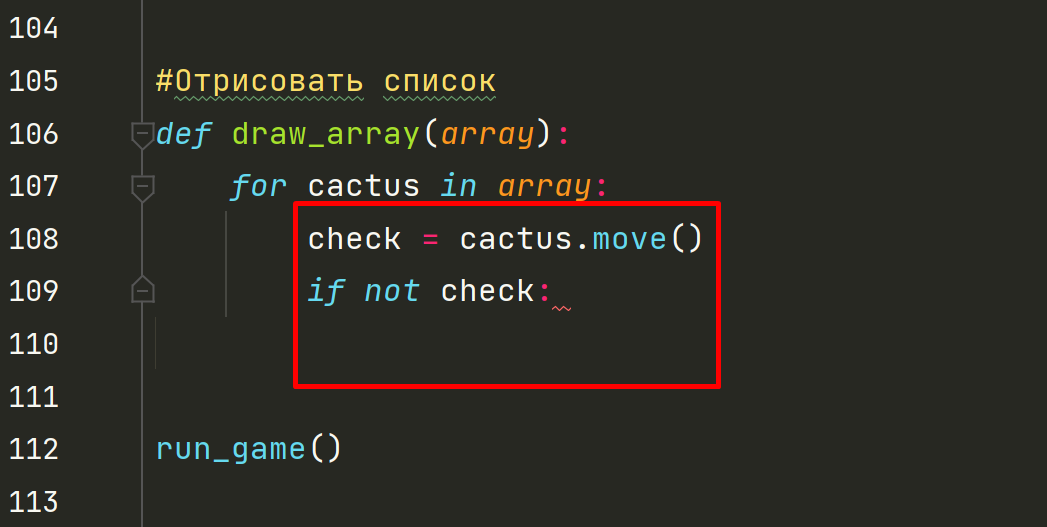 104
105 #Отрисовать список
106 def draw_array(array):
107     for cactus in array:
108         check = cactus.move()
109         if not check:
110
111
112 run_game()
113